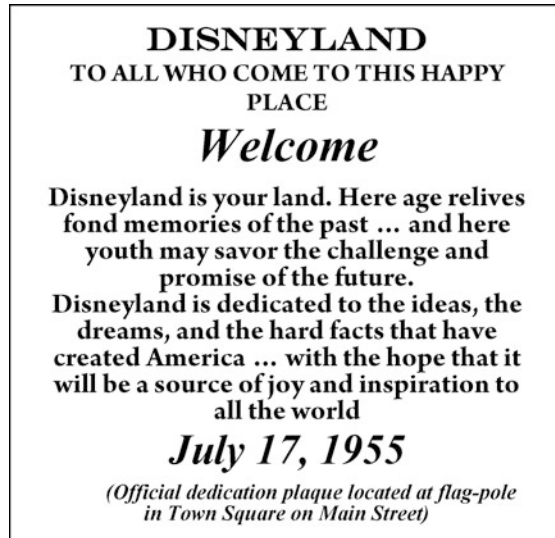 DISNEYLAND
TO ALL WHO COME TO THIS HAPPY
PLACE
Welcome
Disneyland is your land. Here age relives
fond memories of the past ... and here
youth may savor the challenge and
promise of the future.
Disneyland is dedicated to the ideas, the
dreams, and the hard facts that have
created America ... with the hope that it
will be a source of joy and inspiration to
all the world
July 17, 1955
(Official dedication plaque located at flag-pole
in Town Square on Main Street)